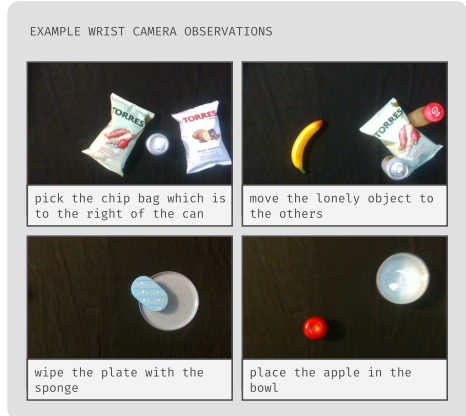 EXAMPLE WRIST CAMERA OBSERVATIONS
TORRES
TORRES
pick the chip bag which is
to the right of the can
TORRES
move the lonely object to
the others
wipe the plate with the
sponge
place the apple in the
bowl